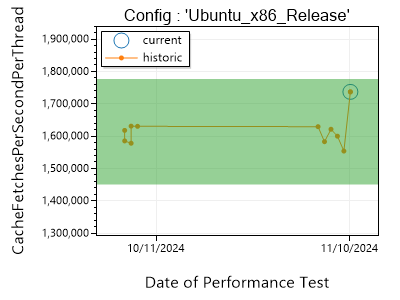 Config : 'Ubuntu_x86_Release'
CacheFetchesPerSecondPerThread
1,900,000
1,800,000
1,700,000
1,600,000
1,500,000
1,400,000
1,300,000
current
historic
10/11/2024
11/10/2024
Date of Performance Test